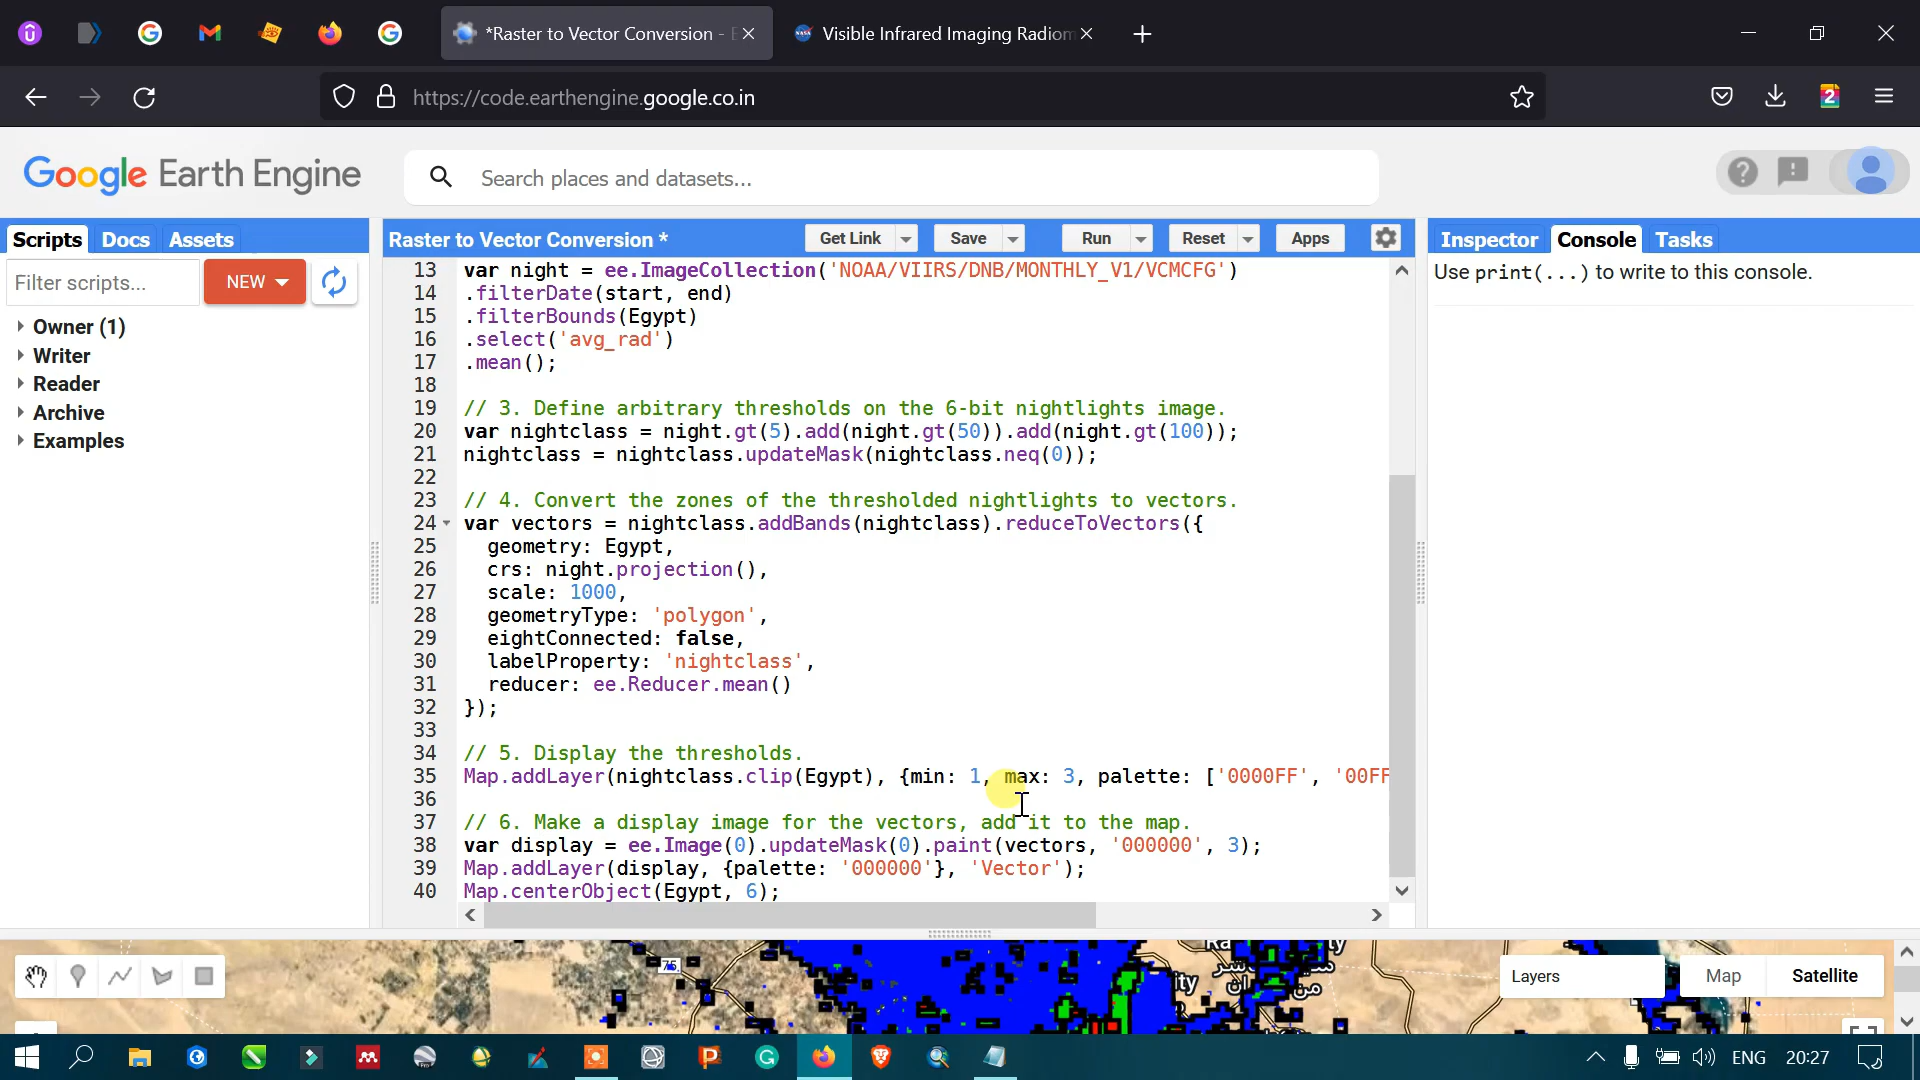 *Raster to Vector Conversion - E
Visible Infrared Imaging Radiom
https://code.earthengine.google.co.in
2
Google Earth Engine
Search places and datasets...
Scripts Docs Assets
Raster to Vector Conversion *
Get Link Save Run Reset Apps
Inspector Console Tasks
Filter scripts... NEW
Use print(...) to write to this console.
Owner (1)
Writer
Reader
Archive
Examples
13 var night = ee.ImageCollection('NOAA/VIIRS/DNB/MONTHLY_V1/VCMCFG')
14 .filterDate(start, end)
15 .filterBounds(Egypt)
16 .select('avg_rad')
17 .mean();
18
19 // 3. Define arbitrary thresholds on the 6-bit nightlights image.
20 var nightclass = night.gt(5).add(night.gt(50)).add(night.gt(100));
21 nightclass = nightclass.updateMask(nightclass.neq(0));
22
23 // 4. Convert the zones of the thresholded nightlights to vectors.
24 var vectors = nightclass.addBands(nightclass).reduceToVectors({
25 geometry: Egypt,
26 crs: night.projection(),
27 scale: 1000,
28 geometryType: 'polygon',
29 eightConnected: false,
30 labelProperty: 'nightclass',
31 reducer: ee.Reducer.mean()
32 });
33
34 // 5. Display the thresholds.
35 Map.addLayer(nightclass.clip(Egypt), {min: 1, max: 3, palette: ['0000FF', '00FF
36
37 // 6. Make a display image for the vectors, add it to the map.
38 var display = ee.Image(0).updateMask(0).paint(vectors, '000000', 3);
39 Map.addLayer(display, {palette: '000000'}, 'Vector');
40 Map.centerObject(Egypt, 6);
Layers
Map Satellite
ENG 20:27